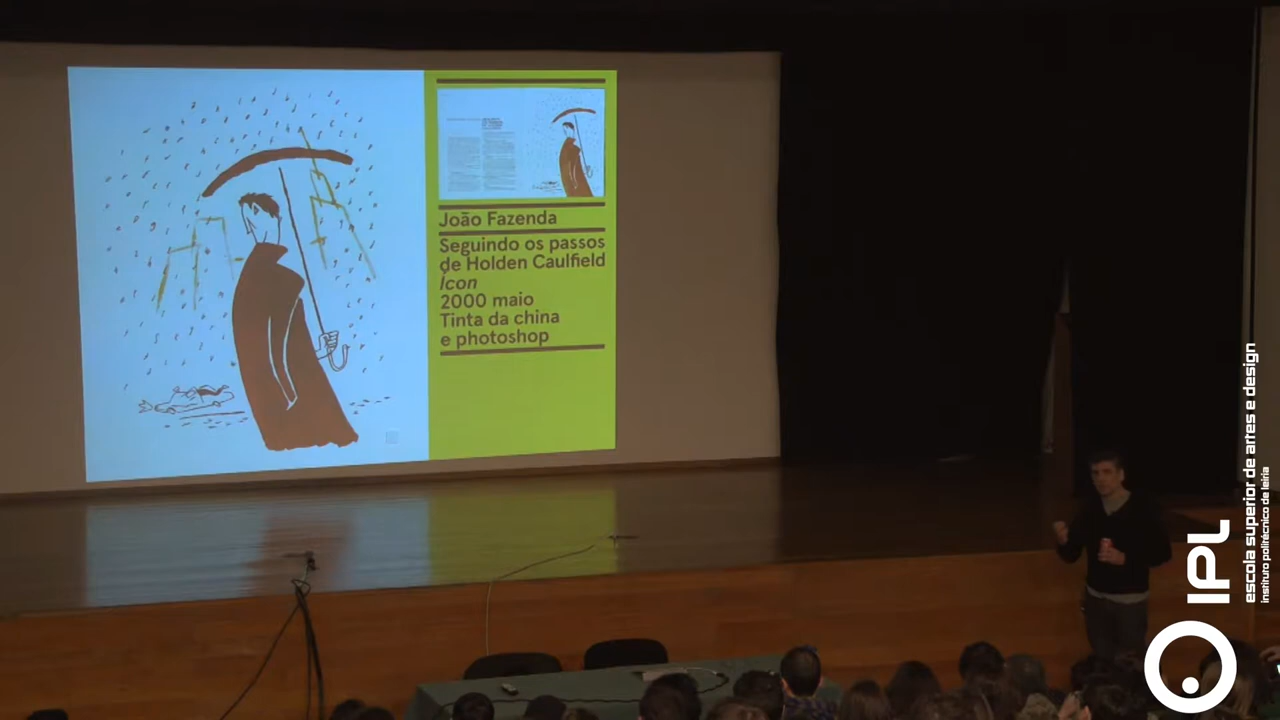 João Fazenda
Seguindo os passos
de Holden Caulfield
Ícon
2000 maio
Tinta da china
e photoshop
IPL
escola superior de artes e design
instituto politécnico de leiria